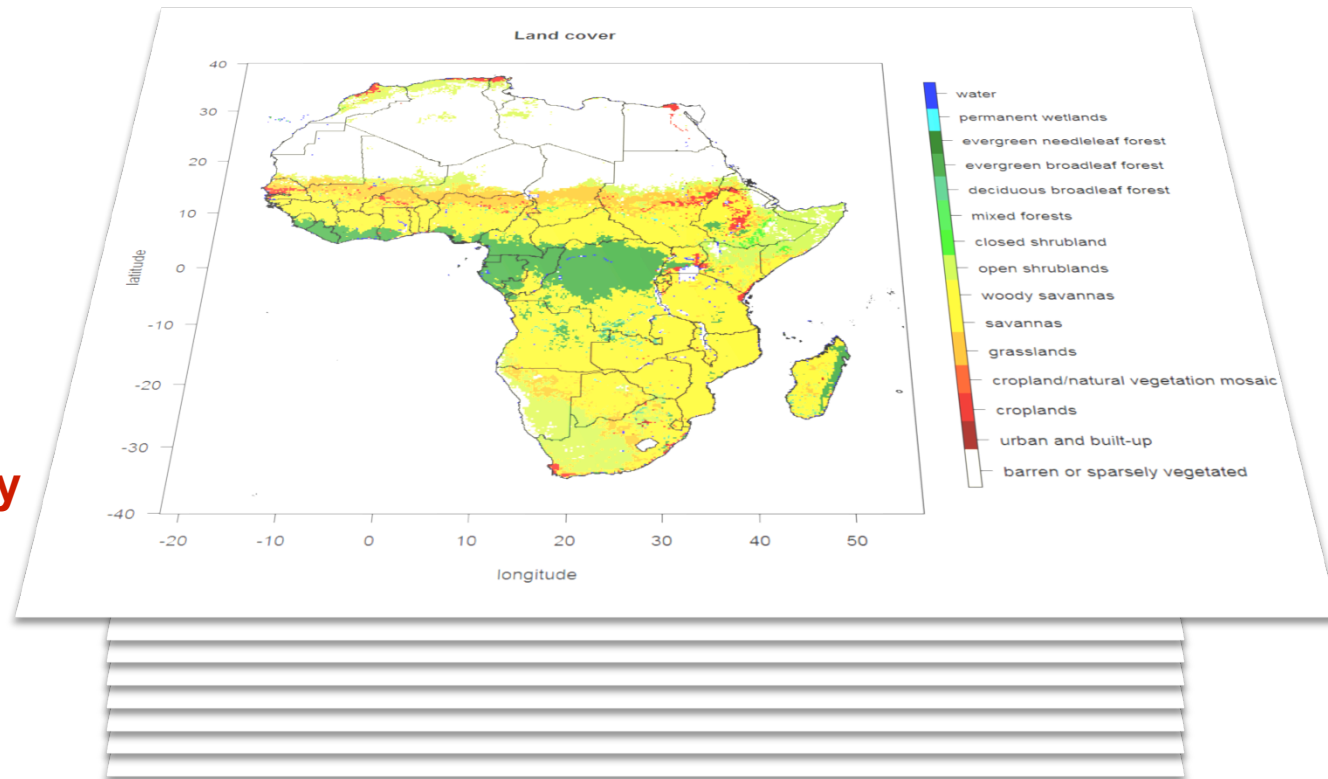 Land cover
40
30
20
10
0
-10
-20
-30
-40
latitude
-20 -10 0 10 20 30 40 50
longitude
water
permanent wetlands
evergreen needleleaf forest
evergreen broadleaf forest
deciduous broadleaf forest
mixed forests
closed shrubland
open shrublands
woody savannas
savannas
grasslands
cropland/natural vegetation mosaic
croplands
urban and built-up
barren or sparsely vegetated
y